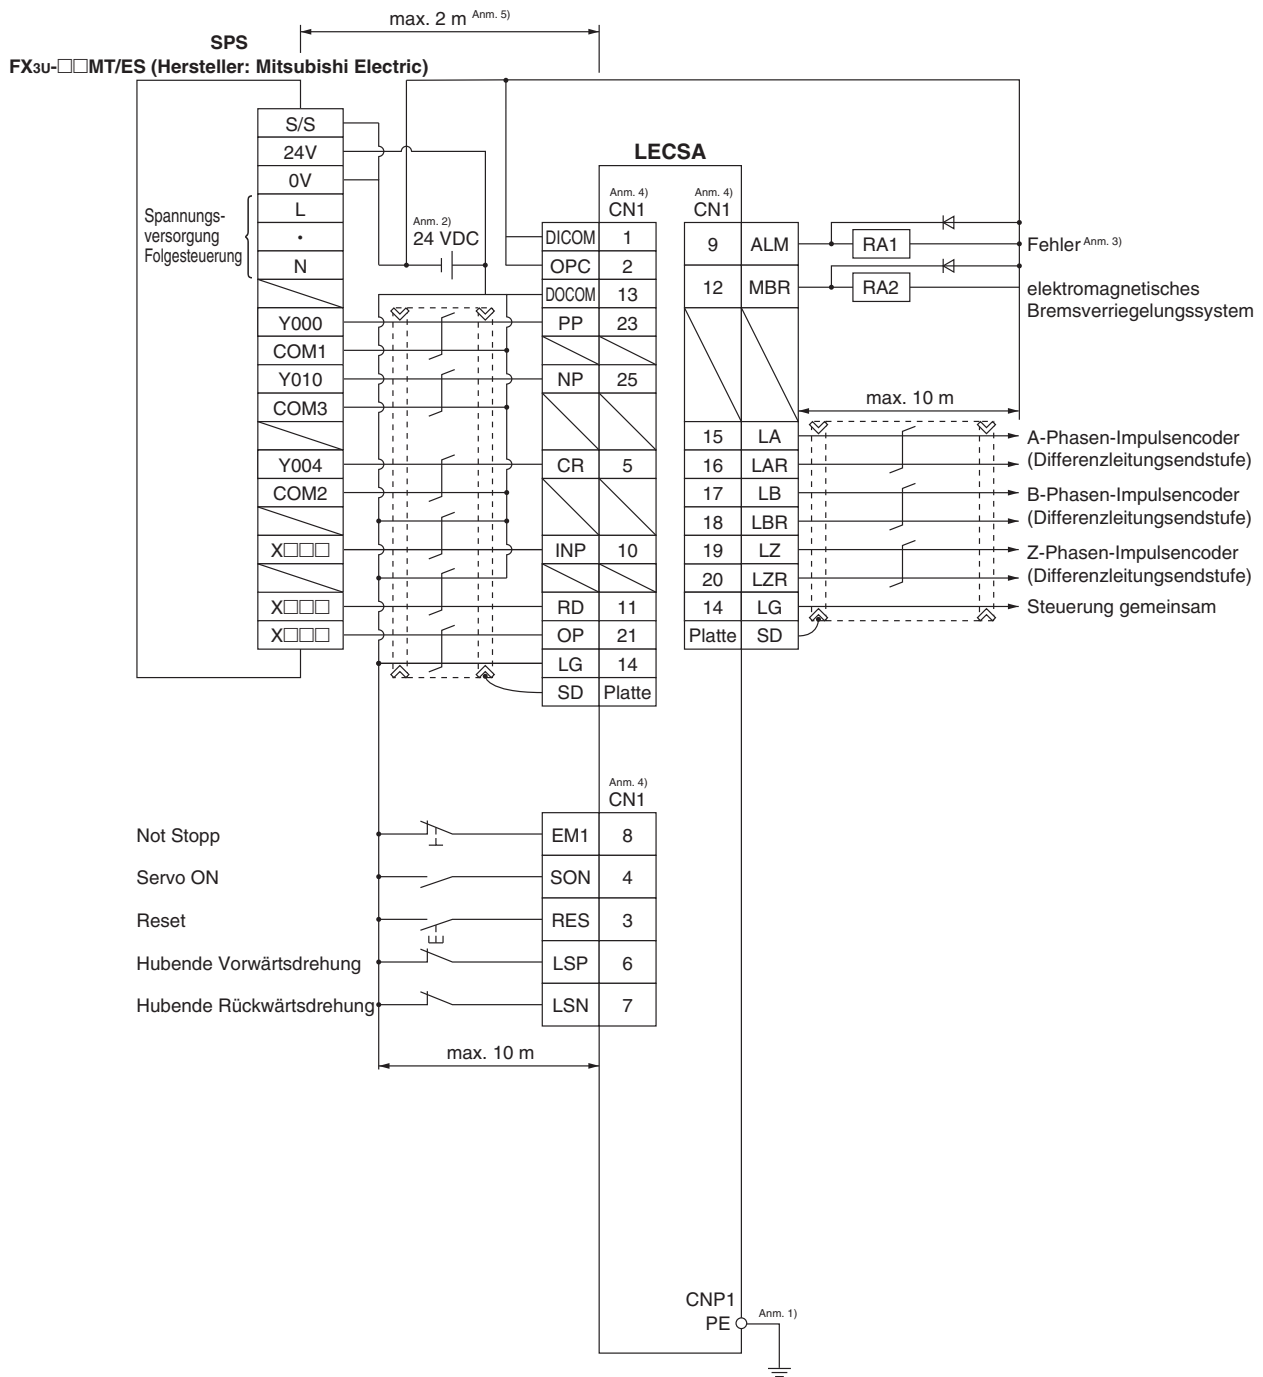 max. 2 m Anm. 5)
SPS
FX3U-□□MT/ES (Hersteller: Mitsubishi Electric)
S/S
24V
0V
L
•
N
Spannungs-
versorgung
Folgesteuerung
Y000
COM1
Y010
COM3
Y004
COM2
X□□□
X□□□
X□□□
Anm. 2)
24 VDC
LECSA
Anm. 4)
CN1
DICOM 1
OPC 2
DOCOM 13
PP 23
NP 25
CR 5
INP 10
RD 11
OP 21
LG 14
SD Platte
Anm. 4)
CN1
9 ALM
12 MBR
15 LA
16 LAR
17 LB
18 LBR
19 LZ
20 LZR
14 LG
Platte SD
RA1
Fehler Anm. 3)
RA2
elektromagnetisches
Bremsverriegelungssystem
max. 10 m
A-Phasen-Impulsencoder
(Differenzleitungsendstufe)
B-Phasen-Impulsencoder
(Differenzleitungsendstufe)
Z-Phasen-Impulsencoder
(Differenzleitungsendstufe)
Steuerung gemeinsam
Anm. 4)
CN1
Not Stopp
EM1 8
Servo ON
SON 4
Reset
RES 3
Hubende Vorwärtsdrehung
LSP 6
Hubende Rückwärtsdrehung
LSN 7
max. 10 m
CNP1
PE
Anm. 1)